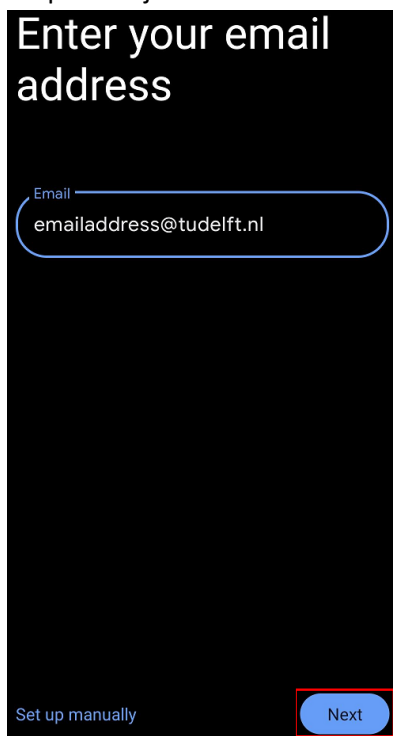 Enter your email
address
Email
emailaddress@tudelft.nl
Set up manually
Next